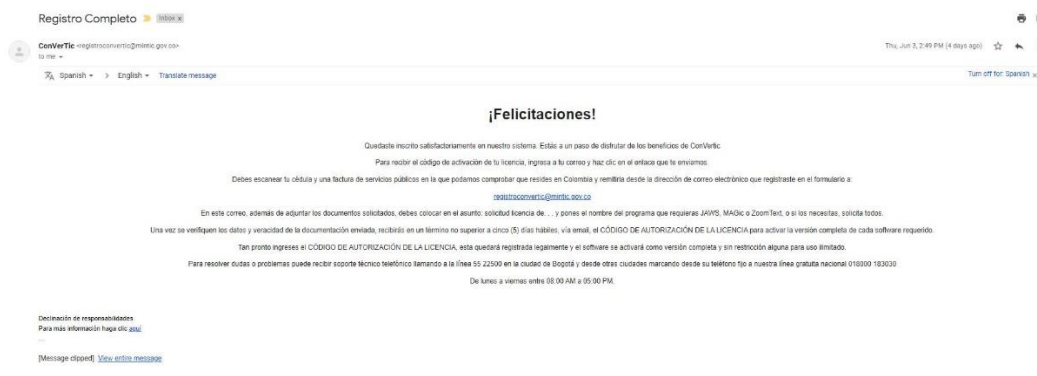 Registro Completo Inbox x
ConVerTic <registroconvertic@mintic.gov.co>
Thu, Jun 3, 2:49 PM (4 days ago)
to me
Spanish > English Translate message
Turn off for: Spanish x
¡Felicitaciones!
Quedaste inscrito satisfactoriamente en nuestro sistema. Estás a un paso de disfrutar de los beneficios de ConVertic
Para recibir el código de activación de tu licencia, ingresa a tu correo y haz clic en el enlace que te enviamos.
Debes escanear tu cédula y una factura de servicios públicos en la que podamos comprobar que resides en Colombia y remitirla desde la dirección de correo electrónico que registraste en el formulario a:
registroconvertic@mintic.gov.co
En este correo, además de adjuntar los documentos solicitados, debes colocar en el asunto: solicitud licencia de. . . y pones el nombre del programa que requieras JAWS, MAGic o ZoomText, o si los necesitas, solicita todos.
Una vez se verifiquen los datos y veracidad de la documentación enviada, recibirás en un término no superior a cinco (5) días hábiles, vía email, el CÓDIGO DE AUTORIZACIÓN DE LA LICENCIA para activar la versión completa de cada software requerido.
Tan pronto ingreses el CÓDIGO DE AUTORIZACIÓN DE LA LICENCIA, esta quedará registrada legalmente y el software se activará como versión completa y sin restricción alguna para uso ilimitado.
Para resolver dudas o problemas puede recibir soporte técnico telefónico llamando a la línea 55 22500 en la ciudad de Bogotá y desde otras ciudades marcando desde su teléfono fijo a nuestra línea gratuita nacional 018000 183030
De lunes a viernes entre 08:00 AM a 05:00 PM.
Declinación de responsabilidades
Para más información haga clic aquí
...
[Message clipped] View entire message